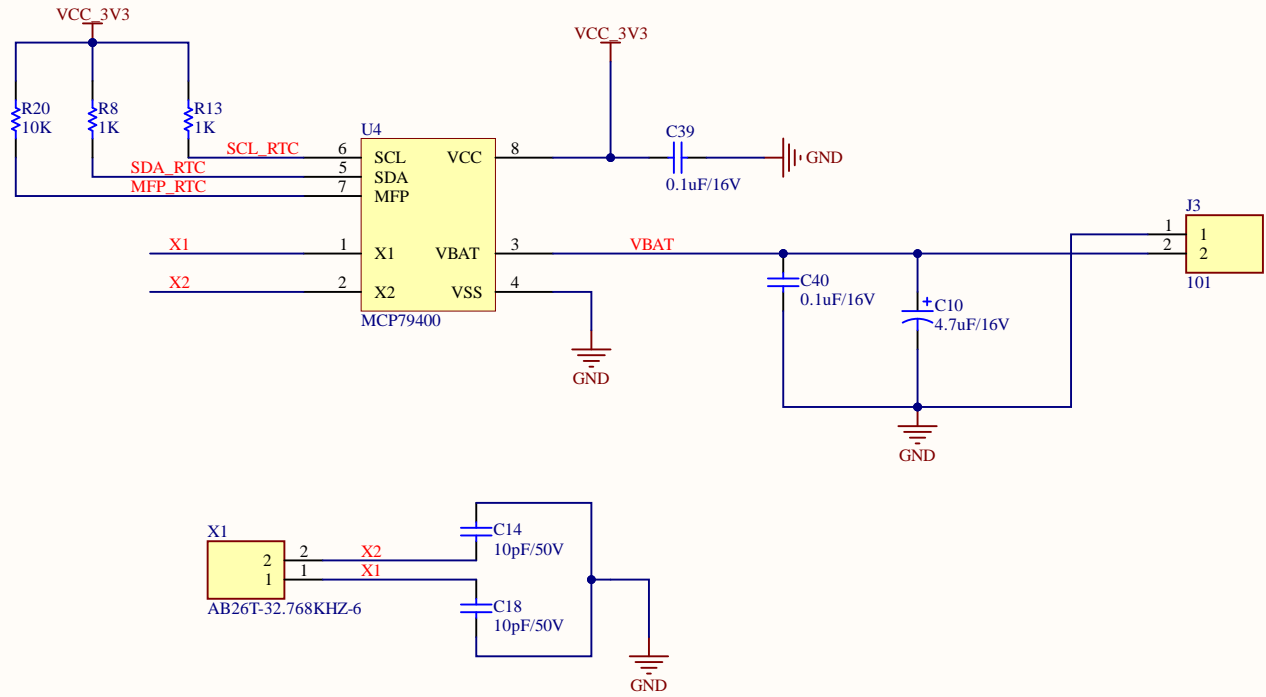 VCC_3V3
VCC_3V3
R20
10K
R8
1K
R13
1K
U4
C39
0.1uF/16V
GND
SCL_RTC
SDA_RTC
MFP_RTC
6
5
7
SCL
SDA
MFP
VCC
8
X1
1
X1
VBAT
3
VBAT
X2
2
X2
VSS
4
MCP79400
GND
J3
1
2
1
2
101
C40
0.1uF/16V
C10
4.7uF/16V
GND
X1
2
1
2
1
X2
X1
AB26T-32.768KHZ-6
C14
10pF/50V
C18
10pF/50V
GND